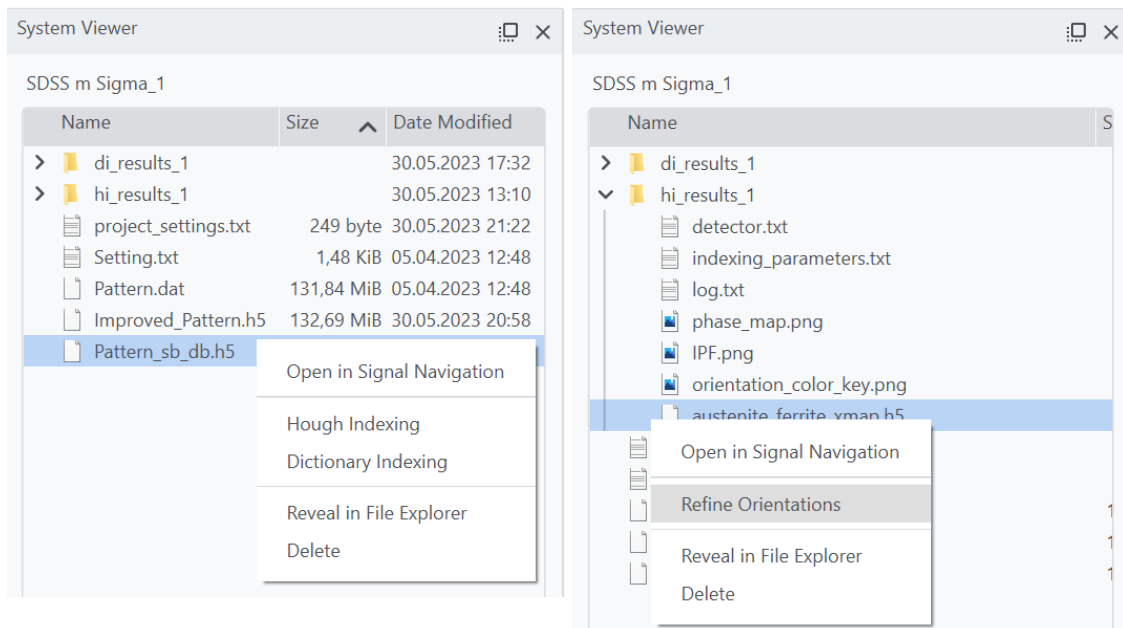 System Viewer
SDSS m Sigma_1
Name Size Date Modified
di_results_1 30.05.2023 17:32
hi_results_1 30.05.2023 13:10
project_settings.txt 249 byte 30.05.2023 21:22
Setting.txt 1,48 KiB 05.04.2023 12:48
Pattern.dat 131,84 MiB 05.04.2023 12:48
Improved_Pattern.h5 132,69 MiB 30.05.2023 20:58
Pattern_sb_db.h5
Open in Signal Navigation
Hough Indexing
Dictionary Indexing
Reveal in File Explorer
Delete
System Viewer
SDSS m Sigma_1
Name S
di_results_1
hi_results_1
detector.txt
indexing_parameters.txt
log.txt
phase_map.png
IPF.png
orientation_color_key.png
austenite_ferrite_xmap.h5
Open in Signal Navigation
Refine Orientations
Reveal in File Explorer
Delete
1
1
1